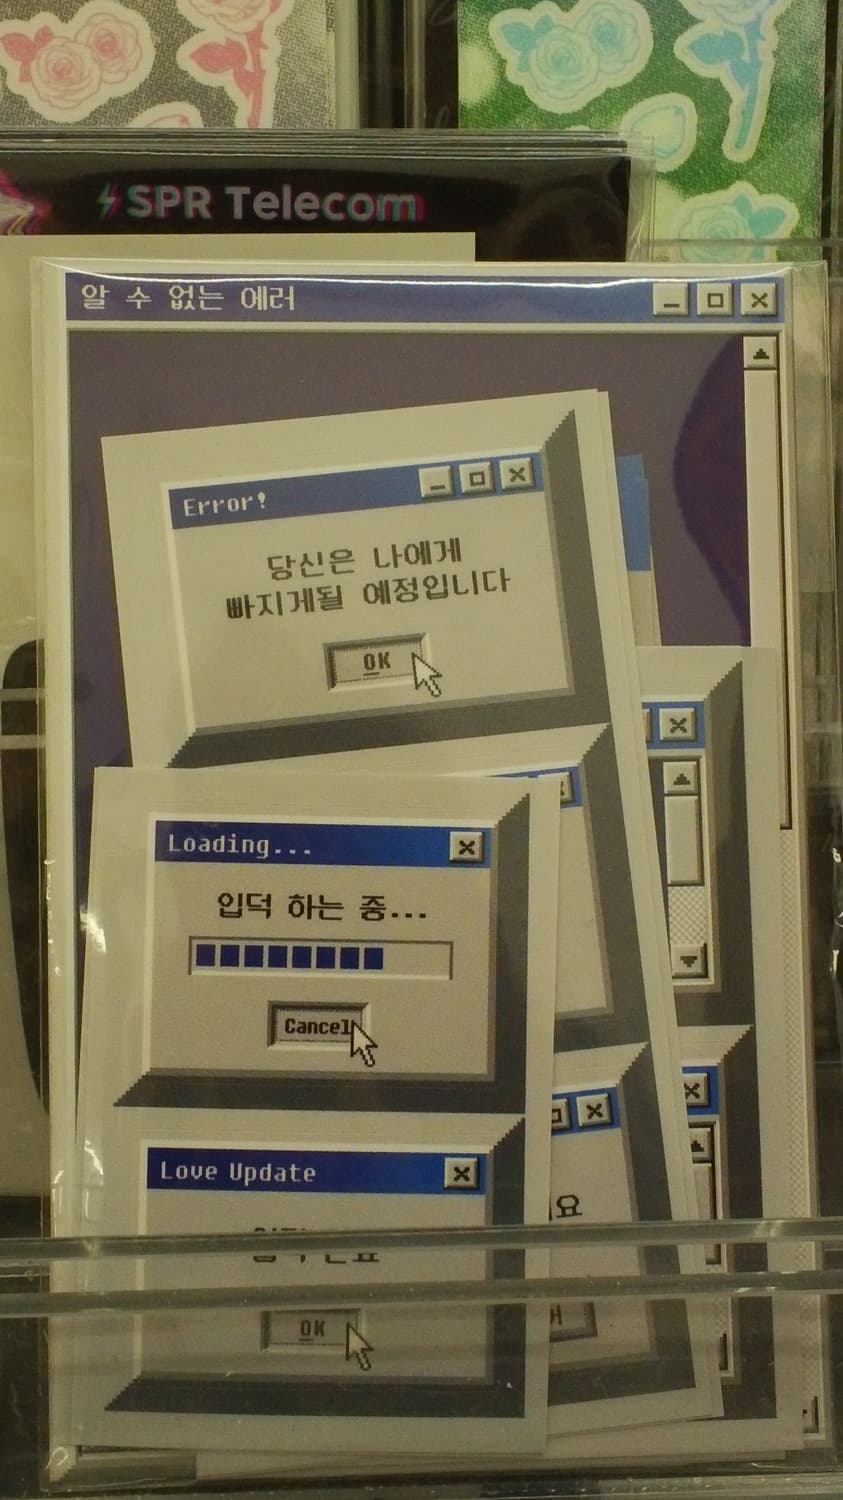 SPR Telecom
알 수 없는 에러
Error!
당신은 나에게
빠지게될 예정입니다
OK
Loading...
입덕 하는 중...
Cancel
Love Update
요
OK